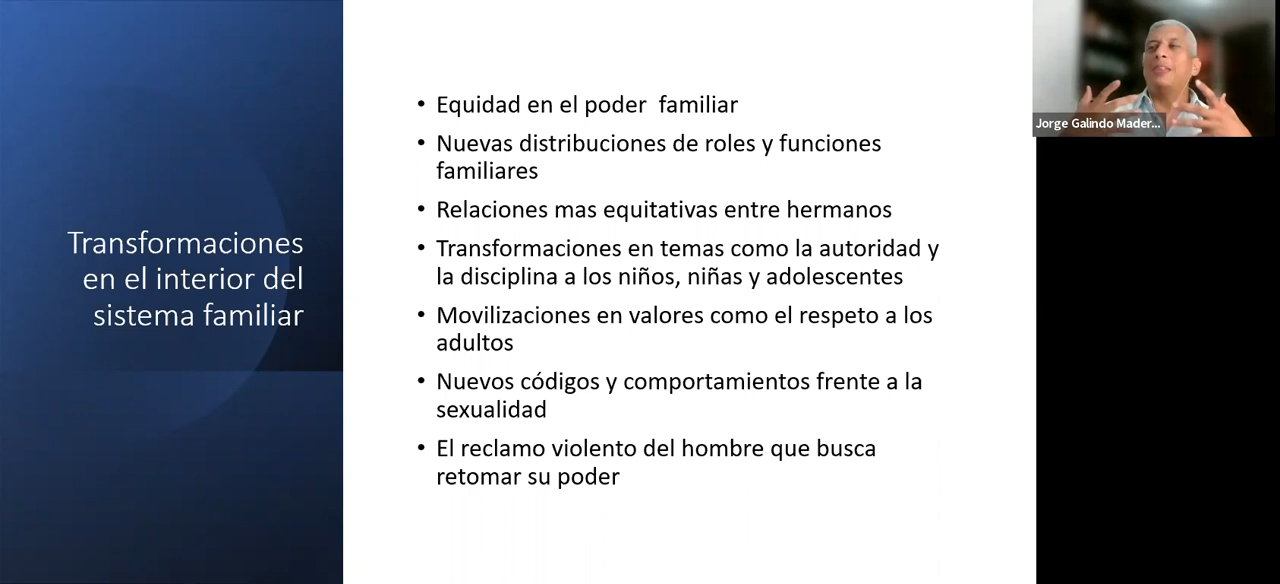 Transformaciones
en el interior del
sistema familiar
• Equidad en el poder  familiar
• Nuevas distribuciones de roles y funciones
familiares
• Relaciones mas equitativas entre hermanos
• Transformaciones en temas como la autoridad y
la disciplina a los niños, niñas y adolescentes
• Movilizaciones en valores como el respeto a los
adultos
• Nuevos códigos y comportamientos frente a la
sexualidad
• El reclamo violento del hombre que busca
retomar su poder
Jorge Galindo Mader...